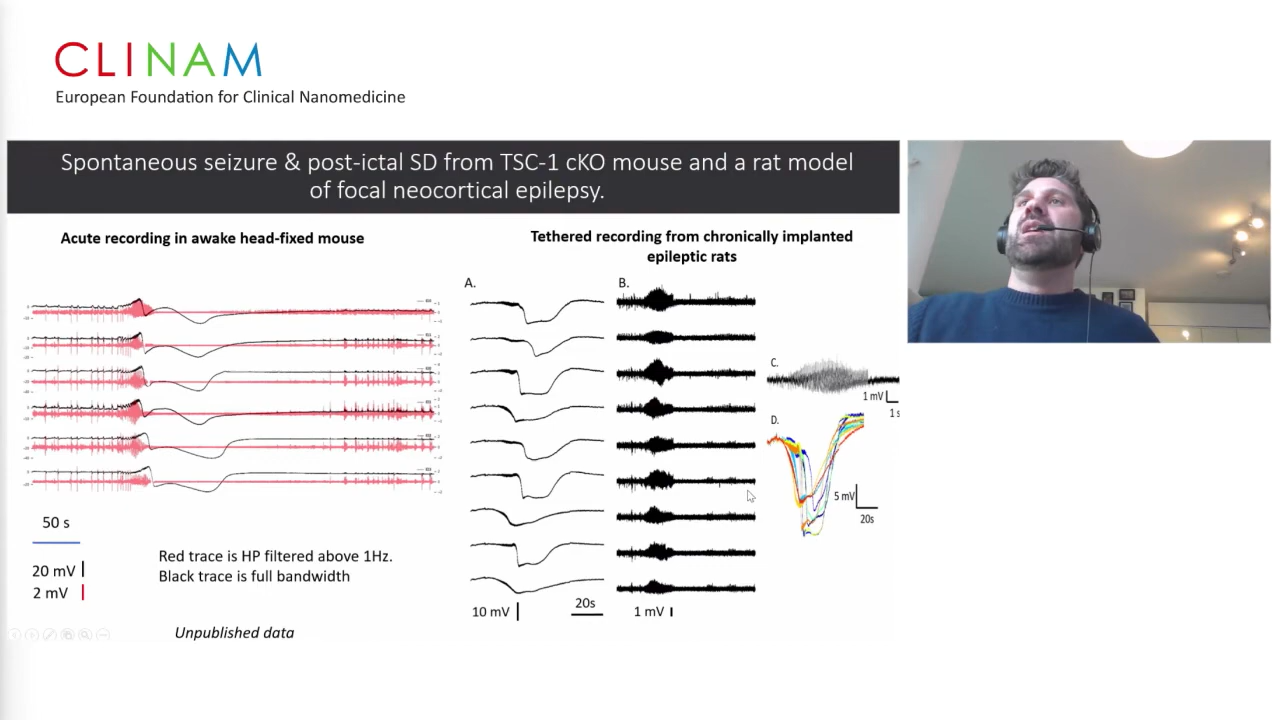 CLINAM
European Foundation for Clinical Nanomedicine
Spontaneous seizure & post-ictal SD from TSC-1 cKO mouse and a rat model
of focal neocortical epilepsy.
Acute recording in awake head-fixed mouse
Tethered recording from chronically implanted
epileptic rats
A.
B.
C.
1 mV
1 s
D.
5 mV
20s
50 s
20 mV
2 mV
Red trace is HP filtered above 1Hz.
Black trace is full bandwidth
10 mV
20s
1 mV
Unpublished data